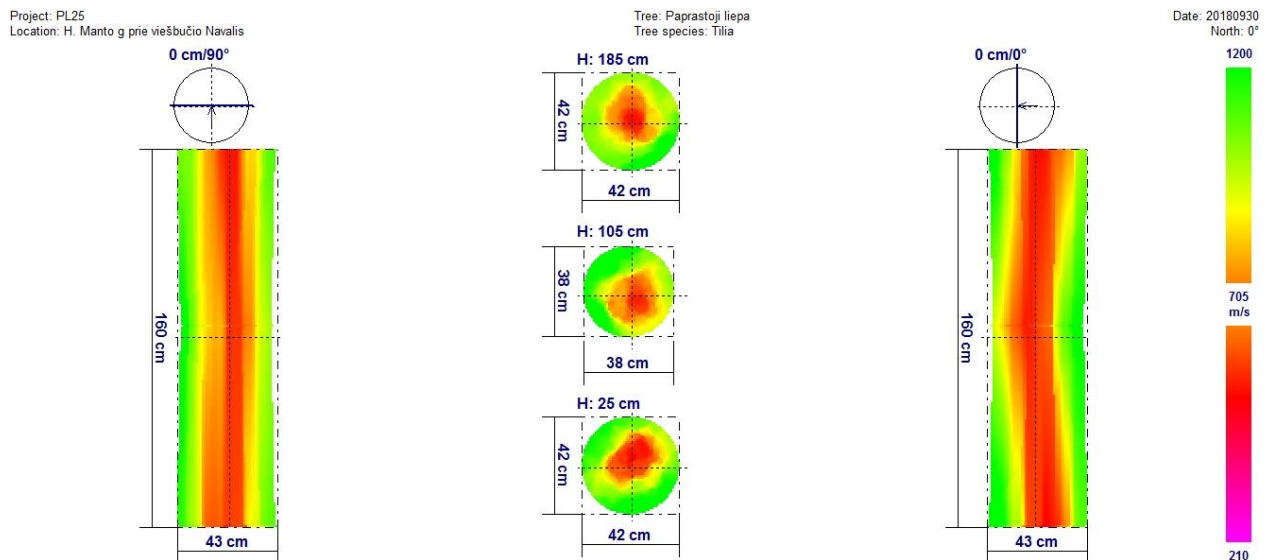 Project: PL25
Location: H. Manto g prie viešbučio Navalis
Tree: Paprastoji liepa
Tree species: Tilia
Date: 20180930
North: 0°
0 cm/90°
160 cm
43 cm
H: 185 cm
42 cm
42 cm
H: 105 cm
38 cm
38 cm
H: 25 cm
42 cm
42 cm
0 cm/0°
160 cm
43 cm
1200
705
m/s
210